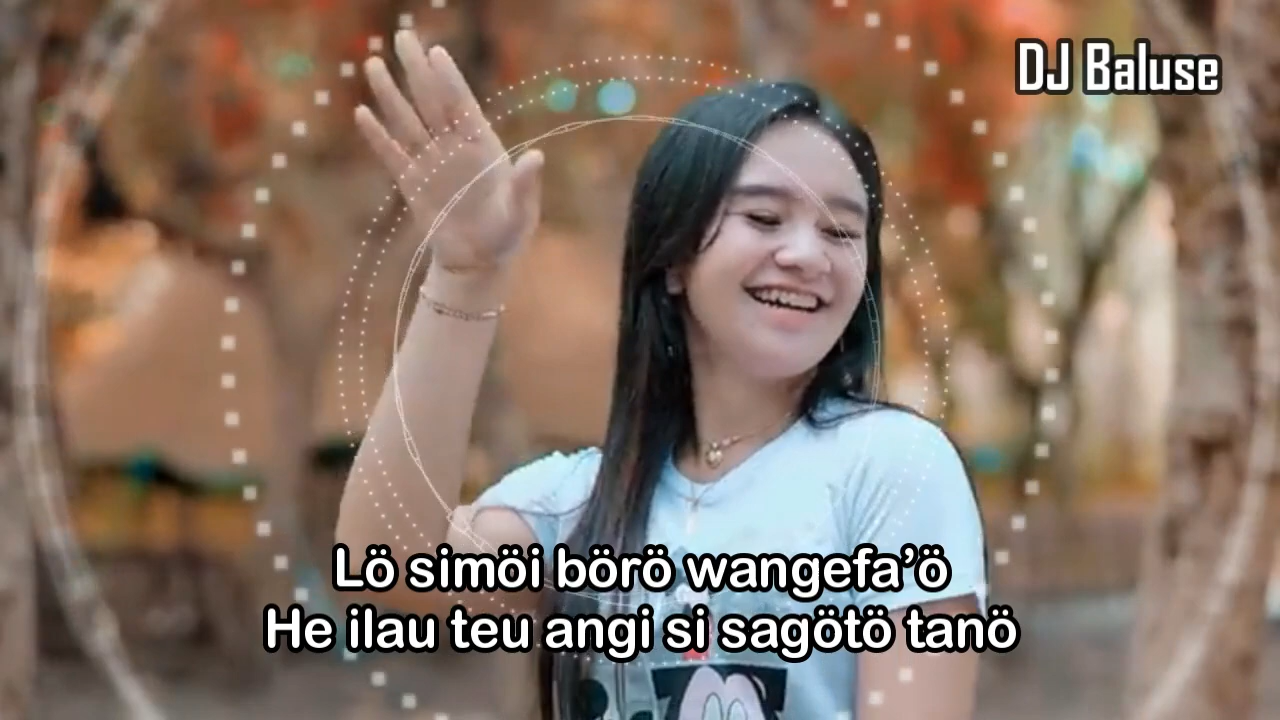 DJ Baluse
Lö simöi börö wangefa’ö
He ilau teu angi si sagötö tanö